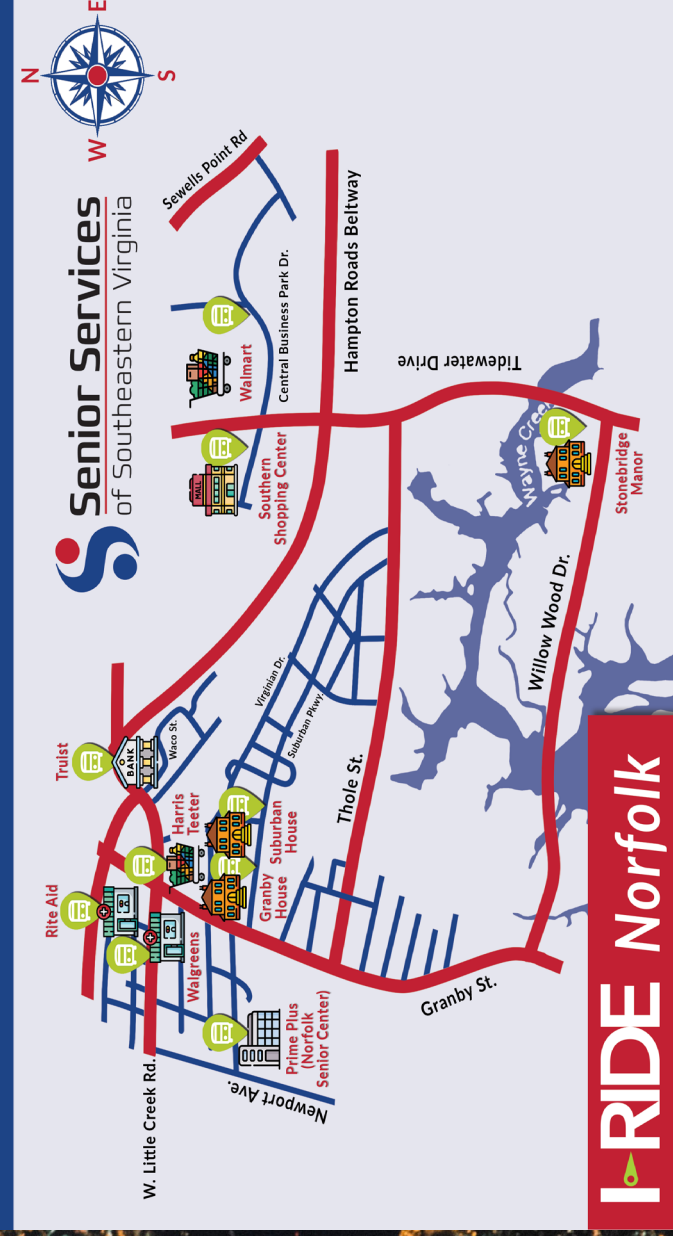 N
E
S
W
Senior Services
of Southeastern Virginia
Sewells Point Rd
Hampton Roads Beltway
Central Business Park Dr.
Walmart
Southern
Shopping Center
MALL
Tidewater Drive
Wayne Creek
Stonebridge
Manor
Willow Wood Dr.
Virginian Dr.
Suburban Pkwy.
Thole St.
Waco St.
Truist
BANK
Harris
Teeter
Suburban
House
Granby
House
Rite Aid
Walgreens
Prime Plus
(Norfolk
Senior Center)
Granby St.
Newport Ave.
W. Little Creek Rd.
I-RIDE Norfolk